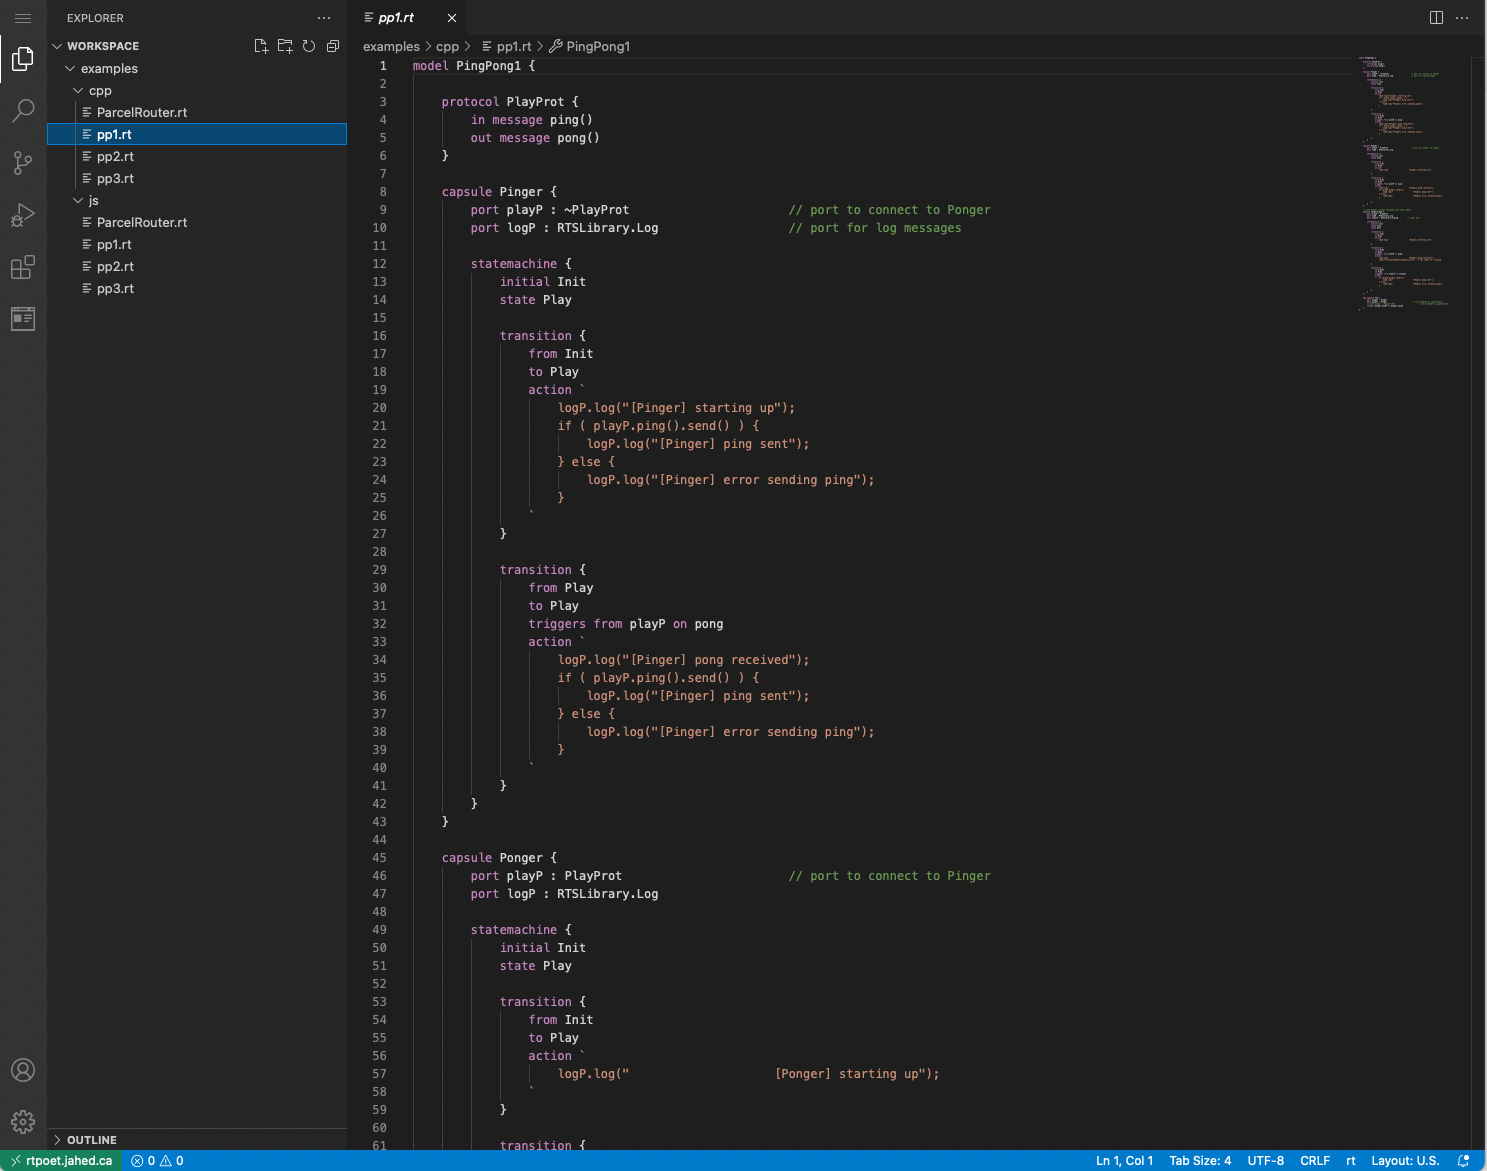 EXPLORER
WORKSPACE
examples
cpp
ParcelRouter.rt
pp1.rt
pp2.rt
pp3.rt
js
ParcelRouter.rt
pp1.rt
pp2.rt
pp3.rt
OUTLINE
pp1.rt
examples > cpp > pp1.rt > PingPong1
1 model PingPong1 {
2
3     protocol PlayProt {
4         in message ping()
5         out message pong()
6     }
7
8     capsule Pinger {
9         port playP : ~PlayProt                      // port to connect to Ponger
10         port logP : RTSLibrary.Log                  // port for log messages
11
12         statemachine {
13             initial Init
14             state Play
15
16             transition {
17                 from Init
18                 to Play
19                 action `
20                     logP.log("[Pinger] starting up");
21                     if ( playP.ping().send() ) {
22                         logP.log("[Pinger] ping sent");
23                     } else {
24                         logP.log("[Pinger] error sending ping");
25                     }
26                 `
27             }
28
29             transition {
30                 from Play
31                 to Play
32                 triggers from playP on pong
33                 action `
34                     logP.log("[Pinger] pong received");
35                     if ( playP.ping().send() ) {
36                         logP.log("[Pinger] ping sent");
37                     } else {
38                         logP.log("[Pinger] error sending ping");
39                     }
40                 `
41             }
42         }
43     }
44
45     capsule Ponger {
46         port playP : PlayProt                       // port to connect to Pinger
47         port logP : RTSLibrary.Log
48
49         statemachine {
50             initial Init
51             state Play
52
53             transition {
54                 from Init
55                 to Play
56                 action `
57                     logP.log("                    [Ponger] starting up");
58                 `
59             }
60
61             transition {
rtpoet.jahed.ca 0 0 Ln 1, Col 1 Tab Size: 4 UTF-8 CRLF rt Layout: U.S.